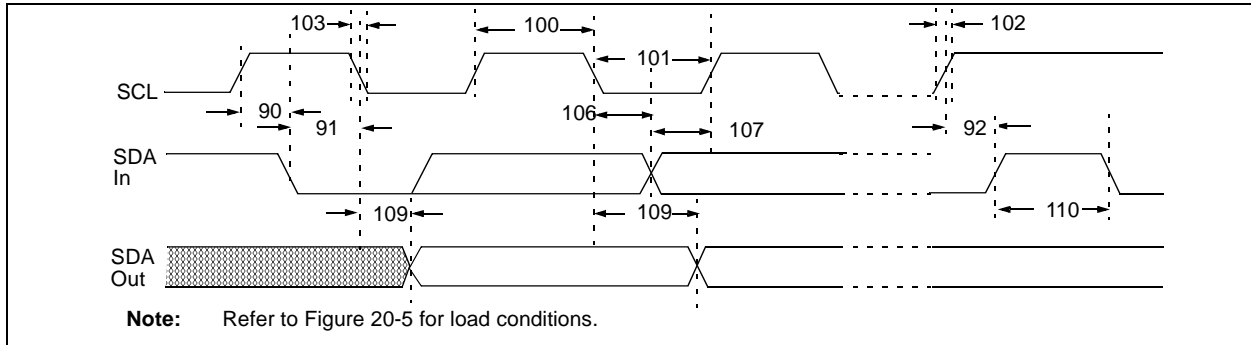 103
100
101
102
SCL
90
106
91
107
92
SDA
In
109
109
110
SDA
Out
Note: Refer to Figure 20-5 for load conditions.